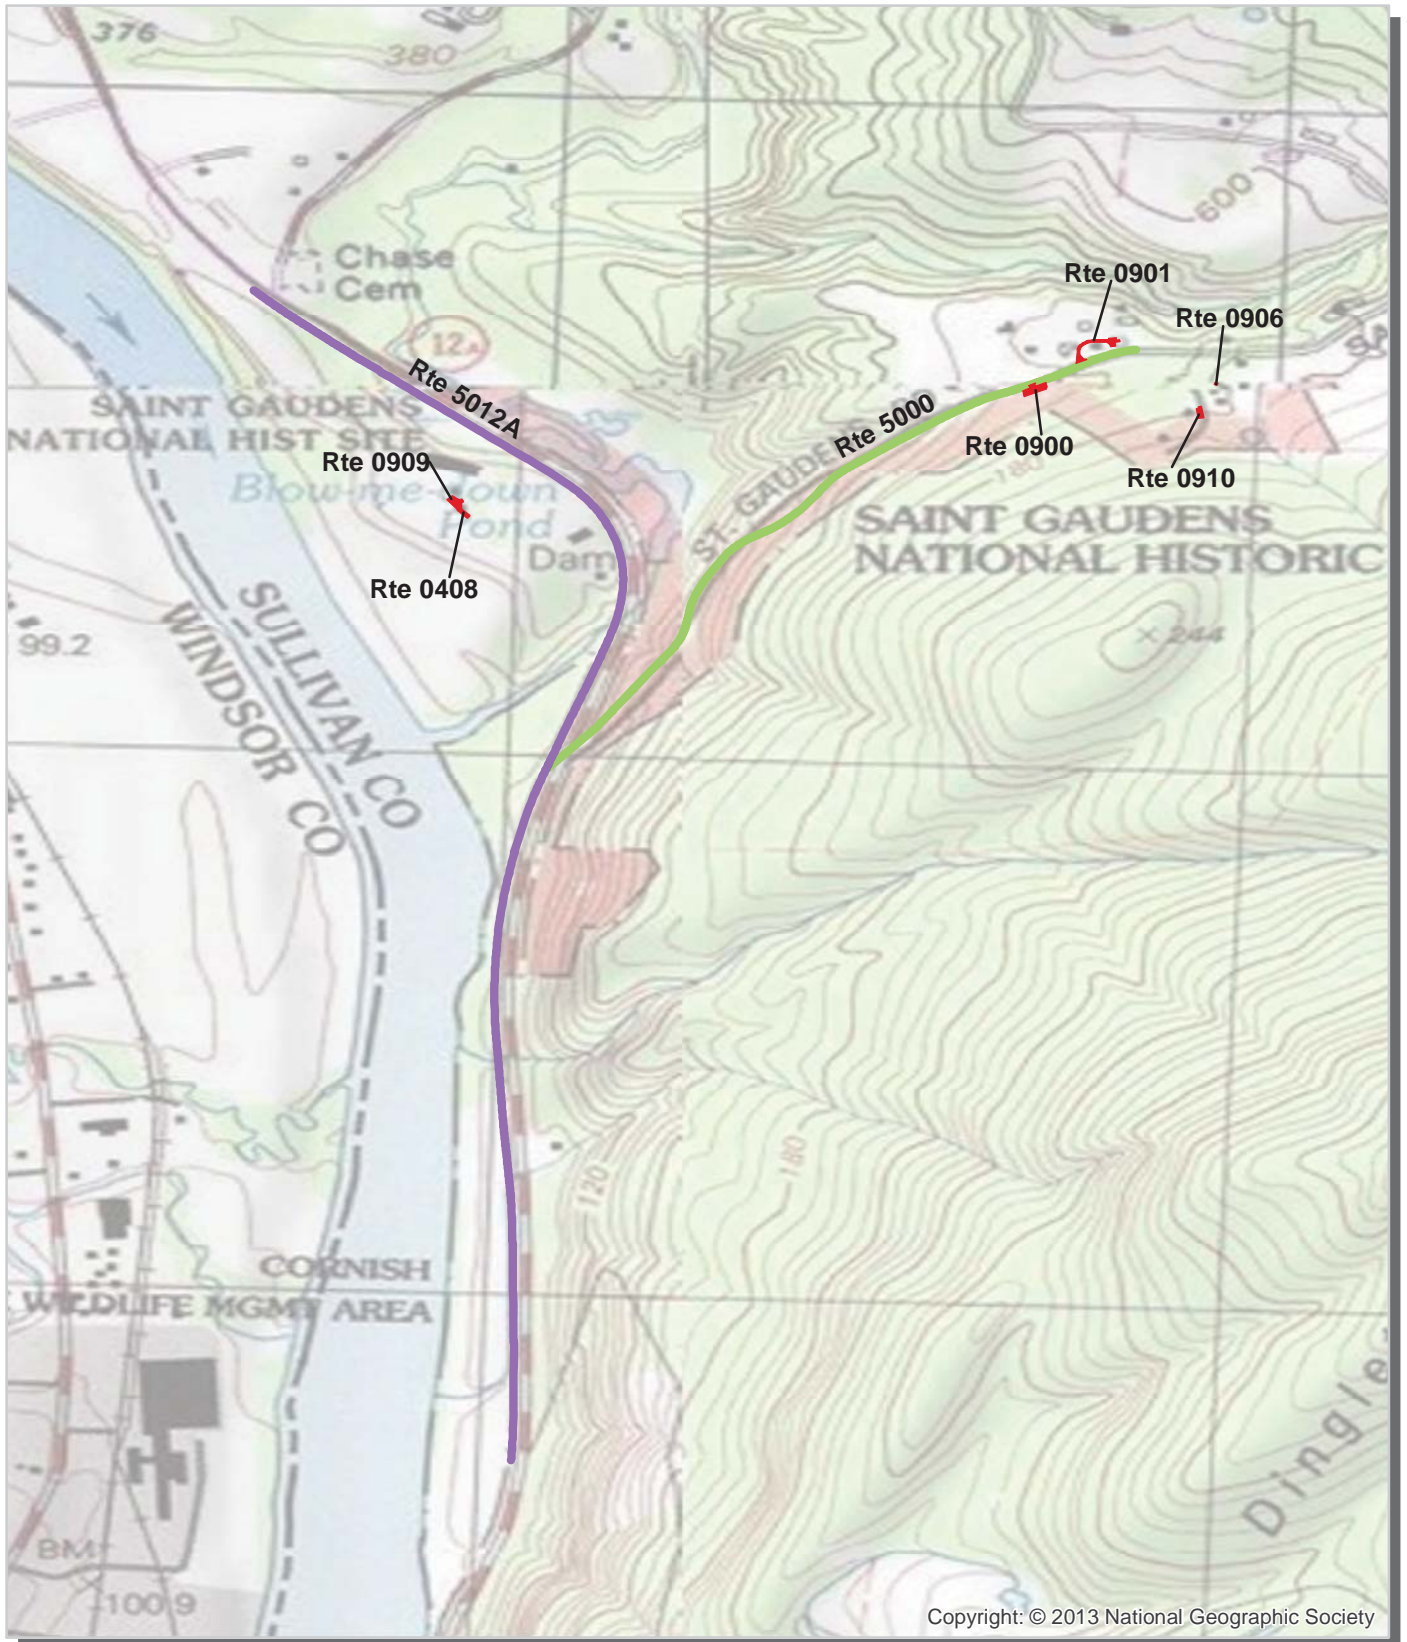 376
380
600
Chase
Cem
Rte 0901
Rte 0906
12A
Rte 5012A
SAINT GAUDENS
NATIONAL HIST SITE
Rte 5000
Rte 0900
Rte 0909
Rte 0910
Blow-me-Down
Pond
Rte 0408
Dam
ST GAUDE
180
SAINT GAUDENS
NATIONAL HISTORIC
× 244
99.2
SULLIVAN CO
WINDSOR CO
180
120
CORNISH
WILDLIFE MGMT AREA
Dingle
BM
100.9
Copyright: © 2013 National Geographic Society